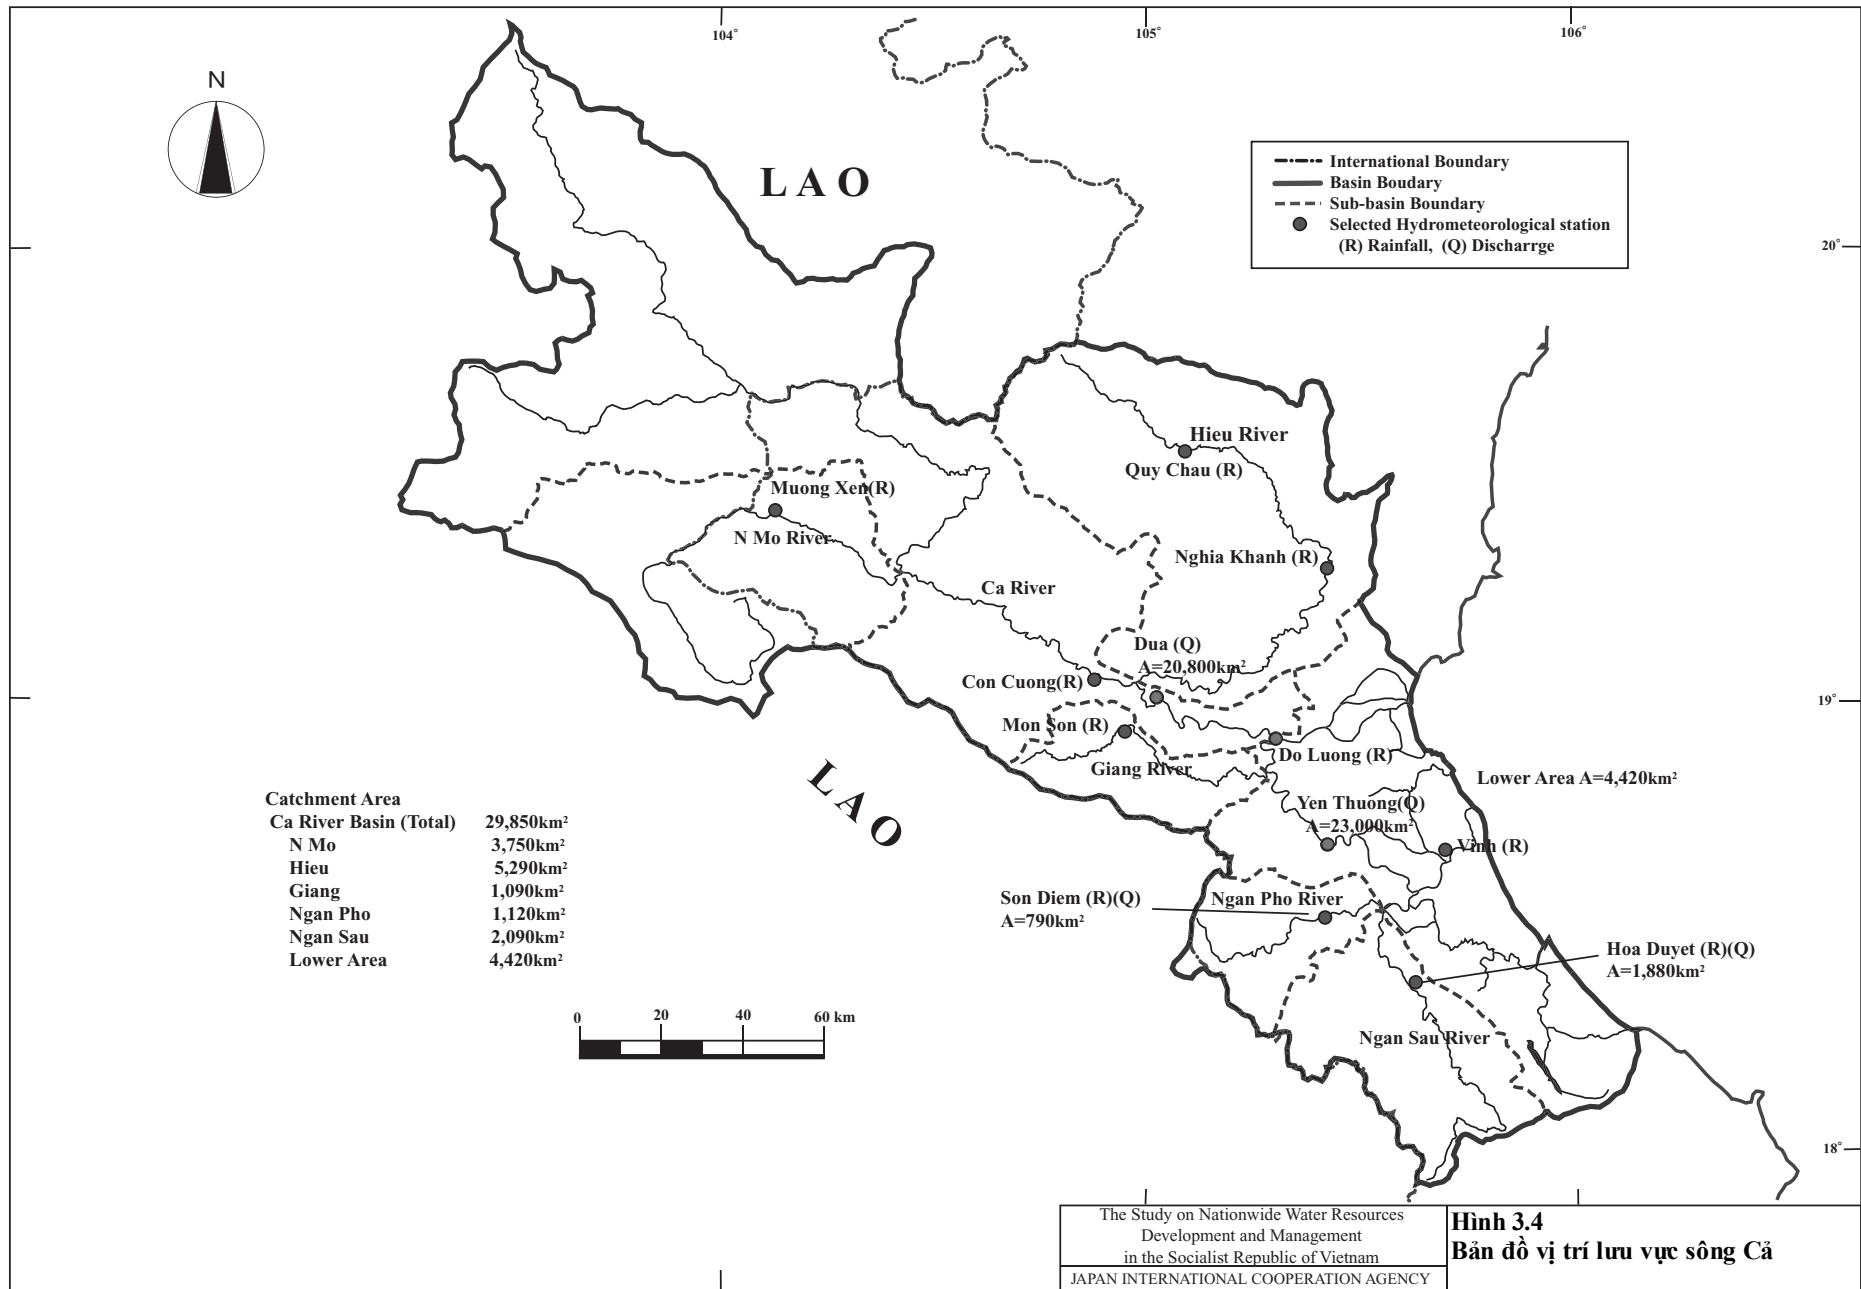 104°
105°
106°
N
LAO
International Boundary
Basin Boudary
Sub-basin Boundary
Selected Hydrometeorological station
(R) Rainfall, (Q) Discharrge
20°
Hieu River
Quy Chau (R)
Muong Xen(R)
N Mo River
Nghia Khanh (R)
Ca River
Dua (Q)
A=20,800km²
Con Cuong(R)
19°
Mon Son (R)
Giang River
Do Luong (R)
Lower Area A=4,420km²
LAO
Yen Thuong(Q)
A=23,000km²
Vinh (R)
Catchment Area
Ca River Basin (Total) 29,850km²
N Mo 3,750km²
Hieu 5,290km²
Giang 1,090km²
Ngan Pho 1,120km²
Ngan Sau 2,090km²
Lower Area 4,420km²
Son Diem (R)(Q)
A=790km²
Ngan Pho River
Hoa Duyet (R)(Q)
A=1,880km²
Ngan Sau River
0 20 40 60 km
18°
The Study on Nationwide Water Resources
Development and Management
in the Socialist Republic of Vietnam
JAPAN INTERNATIONAL COOPERATION AGENCY
Hình 3.4
Bản đồ vị trí lưu vực sông Cả